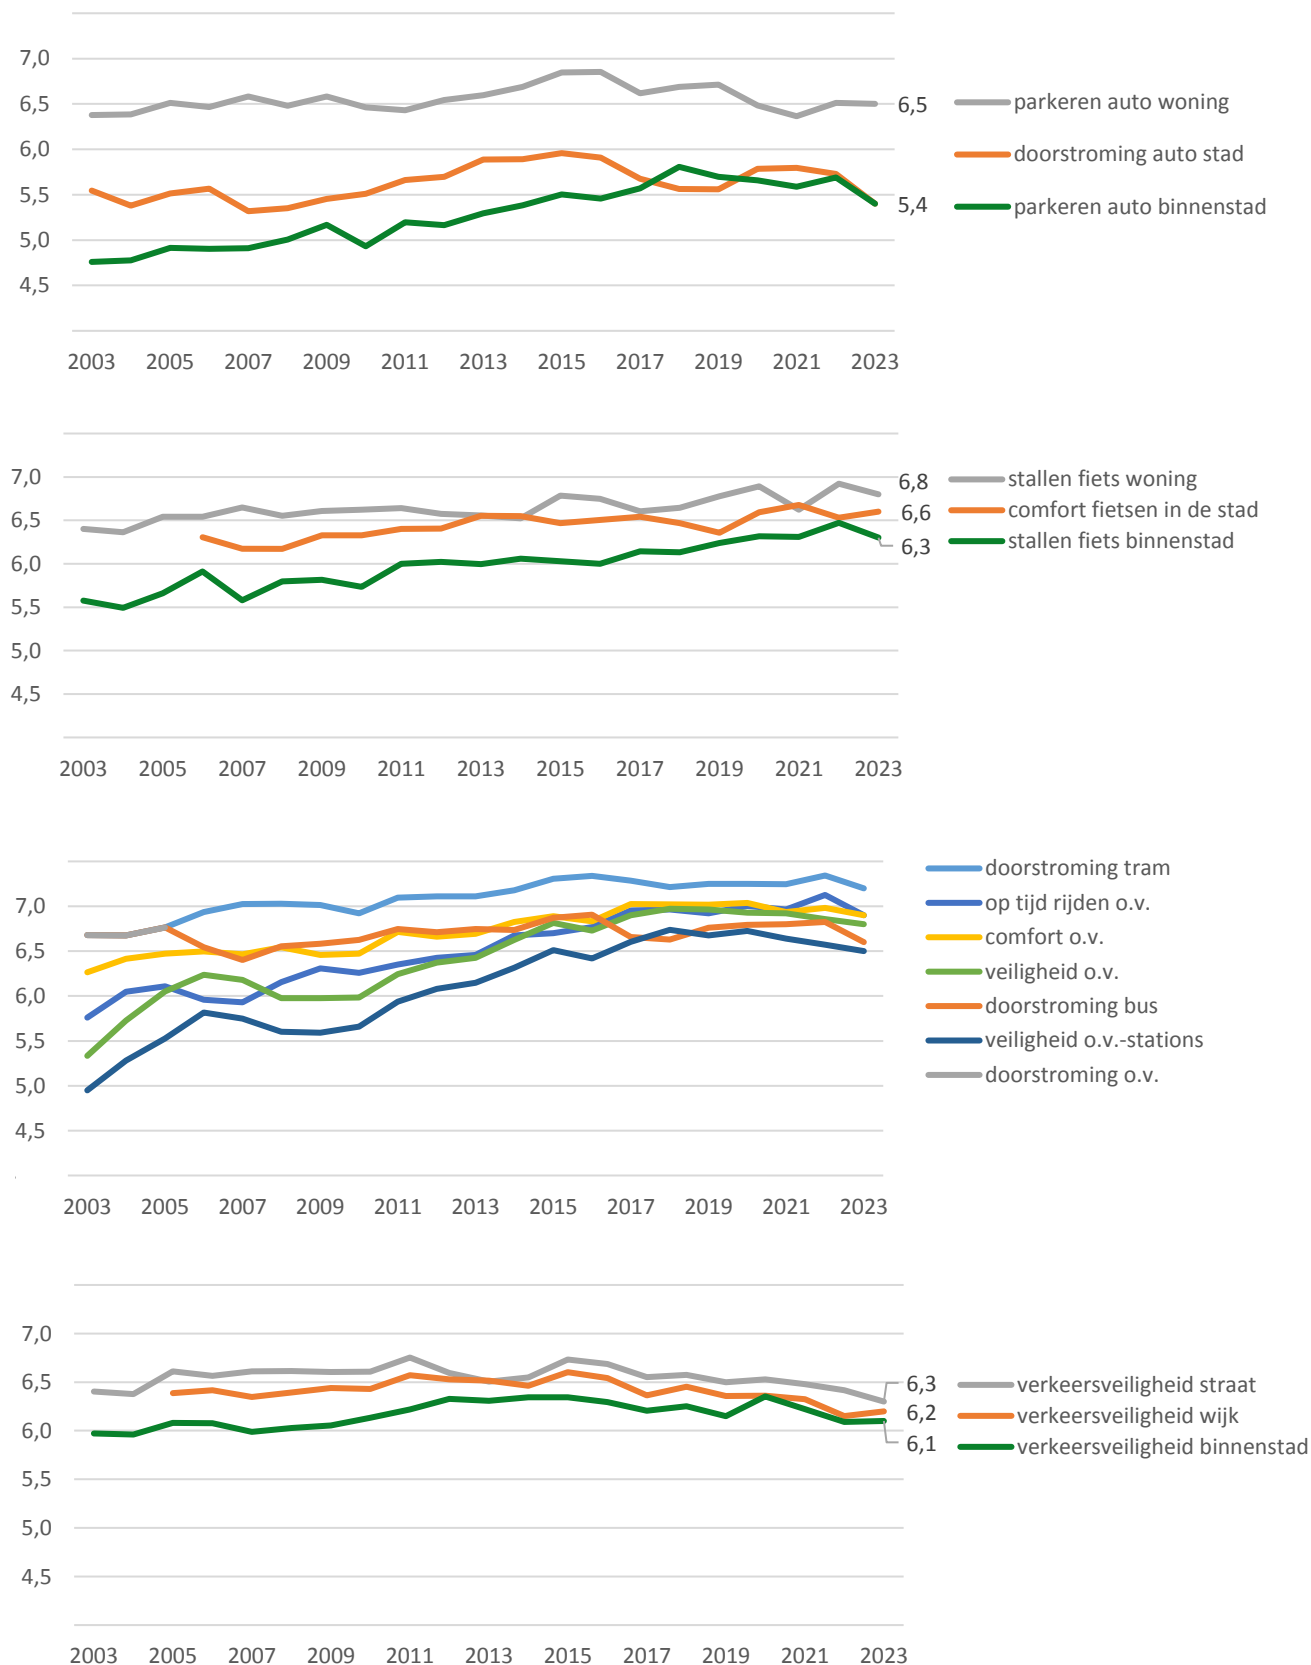 7,0
6,5
6,0
5,5
5,0
4,5
6,5
5,4
parkeren auto woning
doorstroming auto stad
parkeren auto binnenstad
2003 2005 2007 2009 2011 2013 2015 2017 2019 2021 2023
7,0
6,5
6,0
5,5
5,0
4,5
6,8
6,6
6,3
stallen fiets woning
comfort fietsen in de stad
stallen fiets binnenstad
2003 2005 2007 2009 2011 2013 2015 2017 2019 2021 2023
7,0
6,5
6,0
5,5
5,0
4,5
doorstroming tram
op tijd rijden o.v.
comfort o.v.
veiligheid o.v.
doorstroming bus
veiligheid o.v.-stations
doorstroming o.v.
2003 2005 2007 2009 2011 2013 2015 2017 2019 2021 2023
7,0
6,5
6,0
5,5
5,0
4,5
6,3
6,2
6,1
verkeersveiligheid straat
verkeersveiligheid wijk
verkeersveiligheid binnenstad
2003 2005 2007 2009 2011 2013 2015 2017 2019 2021 2023